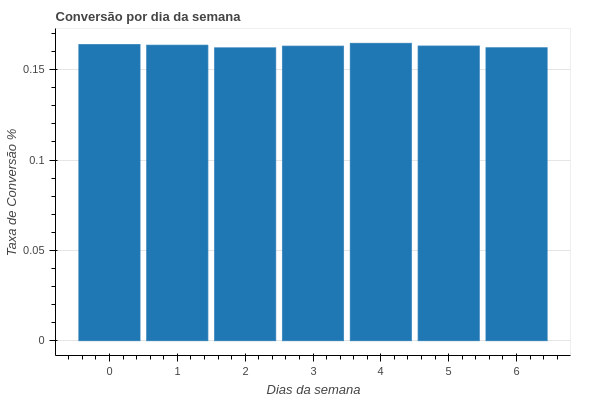 Conversão por dia da semana
Taxa de Conversão %
0.15
0.1
0.05
0
0 1 2 3 4 5 6
Dias da semana